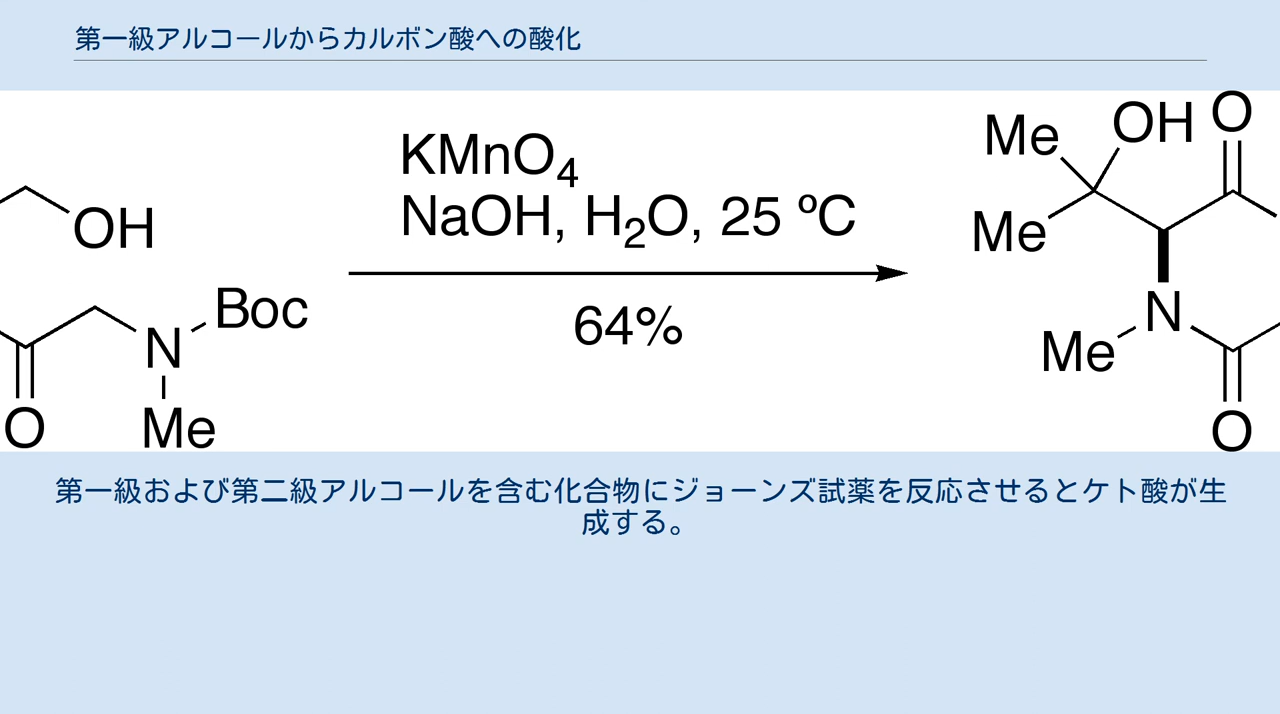 第一級アルコールからカルボン酸への酸化
KMnO4
NaOH, H2O, 25 ºC
64%
OH
Boc
N
Me
O
Me
OH
O
Me
N
Me
O
第一級および第二級アルコールを含む化合物にジョーンズ試薬を反応させるとケト酸が生
成する。